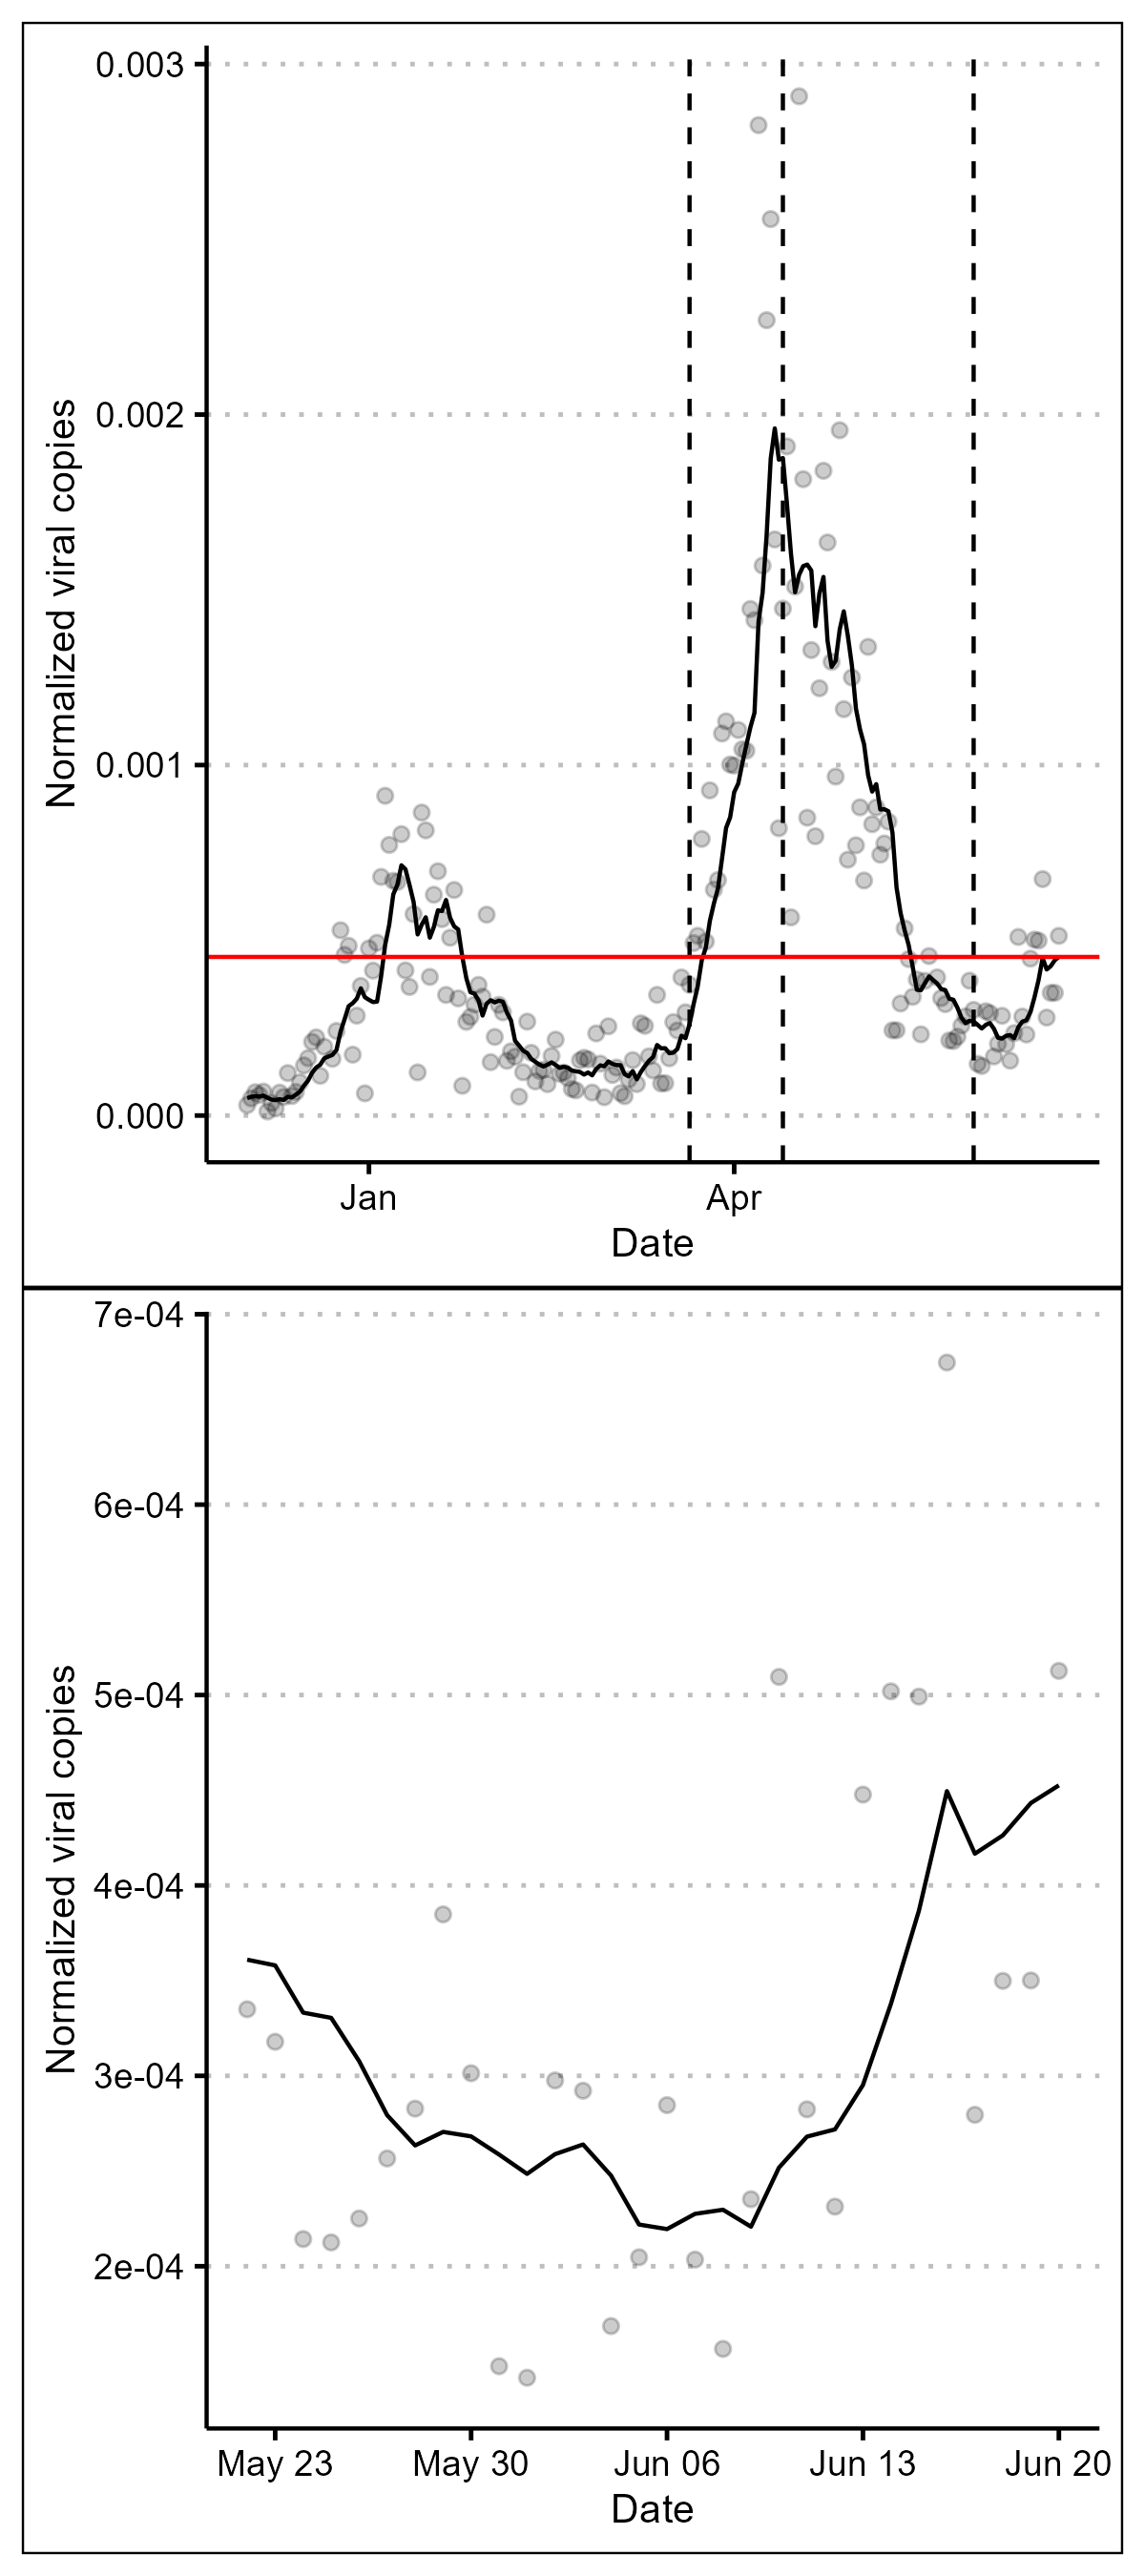 0.003
0.002
0.001
0.000
Normalized viral copies
Jan
Apr
Date
7e-04
6e-04
5e-04
4e-04
3e-04
2e-04
Normalized viral copies
May 23
May 30
Jun 06
Jun 13
Jun 20
Date